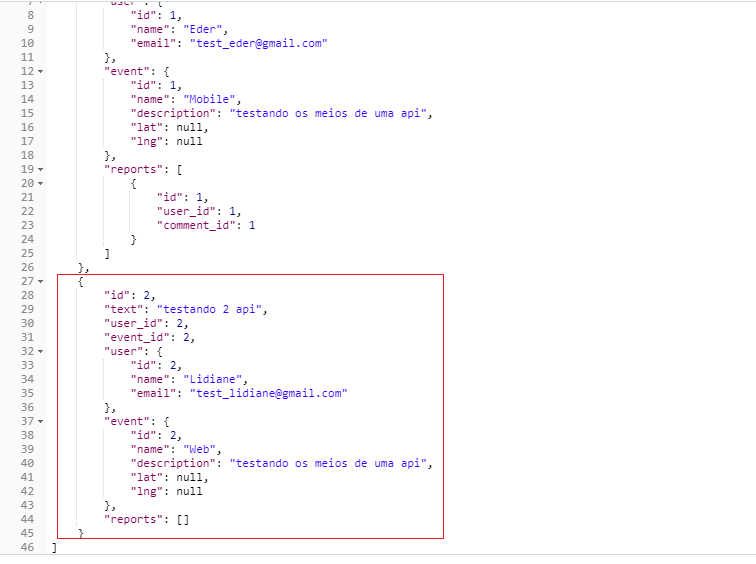 7 "user": {
8 "id": 1,
9 "name": "Eder",
10 "email": "test_eder@gmail.com"
11 },
12 "event": {
13 "id": 1,
14 "name": "Mobile",
15 "description": "testando os meios de uma api",
16 "lat": null,
17 "lng": null
18 },
19 "reports": [
20 {
21 "id": 1,
22 "user_id": 1,
23 "comment_id": 1
24 }
25 ]
26 },
27 {
28 "id": 2,
29 "text": "testando 2 api",
30 "user_id": 2,
31 "event_id": 2,
32 "user": {
33 "id": 2,
34 "name": "Lidiane",
35 "email": "test_lidiane@gmail.com"
36 },
37 "event": {
38 "id": 2,
39 "name": "Web",
40 "description": "testando os meios de uma api",
41 "lat": null,
42 "lng": null
43 },
44 "reports": []
45 }
46 ]